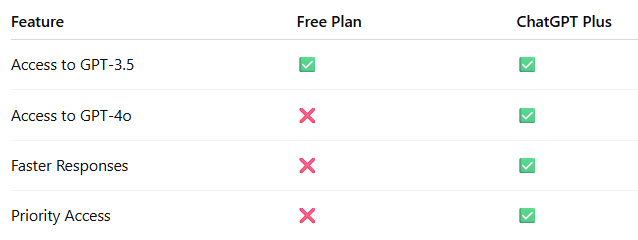 Feature Free Plan ChatGPT Plus
Access to GPT-3.5 ✅ ✅
Access to GPT-4o ❌ ✅
Faster Responses ❌ ✅
Priority Access ❌ ✅